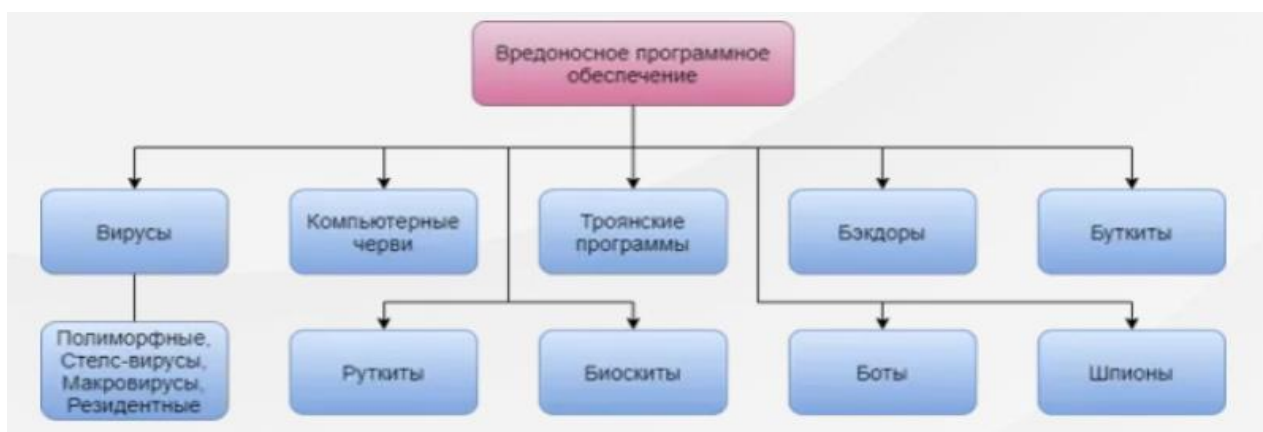 Вредоносное программное
обеспечение
Вирусы
Компьютерные
черви
Троянские
программы
Бэкдоры
Буткиты
Полиморфные,
Стелс-вирусы,
Макровирусы,
Резидентные
Руткиты
Биоскиты
Боты
Шпионы